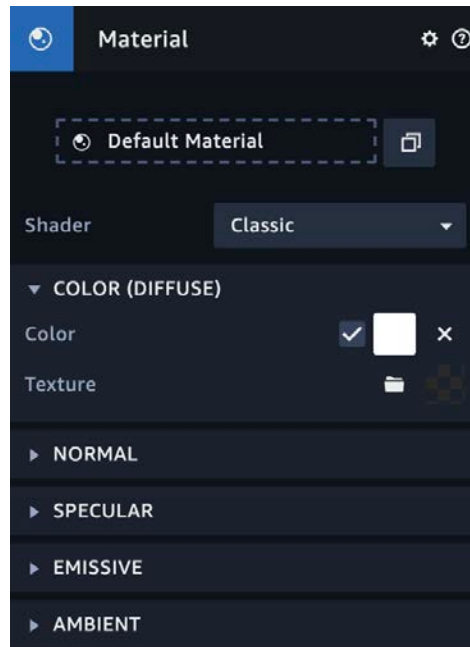 Material
Default Material
Shader Classic
COLOR (DIFFUSE)
Color
Texture
NORMAL
SPECULAR
EMISSIVE
AMBIENT